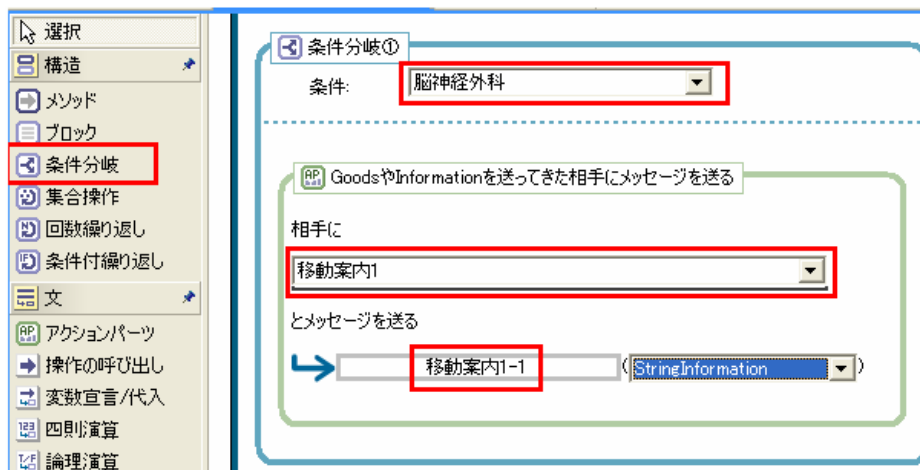 選択
構造
メソッド
ブロック
条件分岐
集合操作
回数繰り返し
条件付繰り返し
文
アクションパーツ
操作の呼び出し
変数宣言/代入
四則演算
論理演算
条件分岐①
条件: 脳神経外科
GoodsやInformationを送ってきた相手にメッセージを送る
相手に
移動案内1
とメッセージを送る
移動案内1-1 (StringInformation)